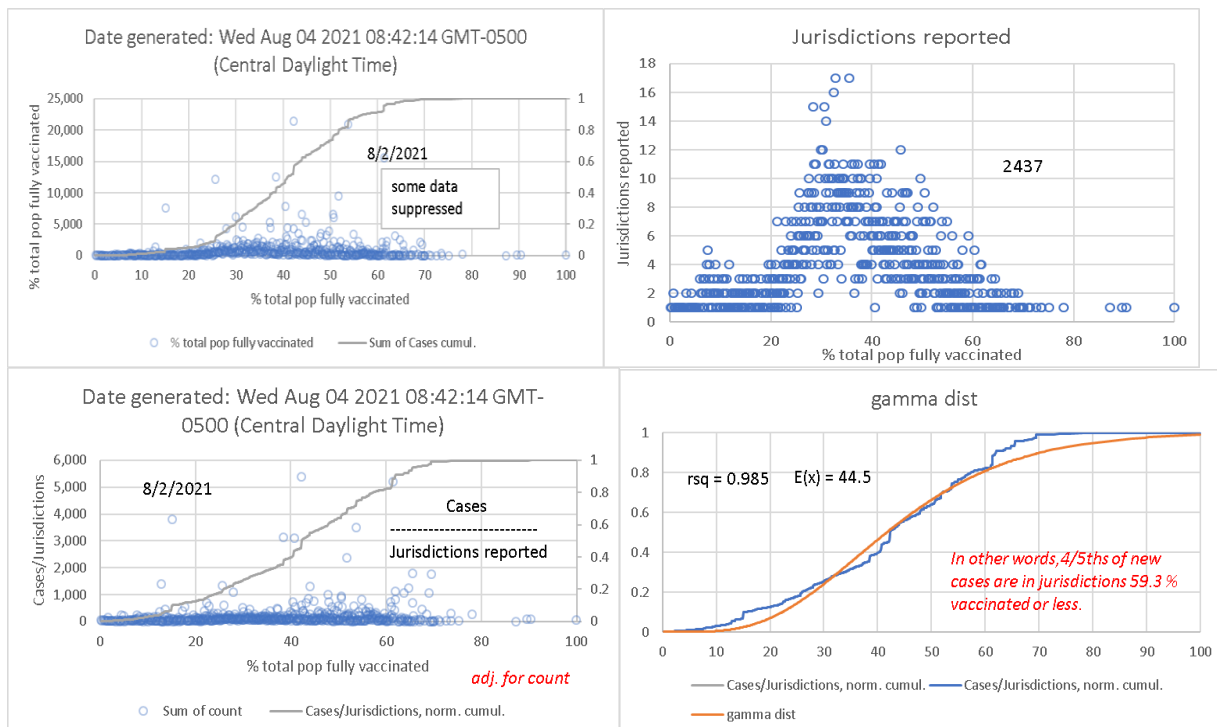 Date generated: Wed Aug 04 2021 08:42:14 GMT-0500
(Central Daylight Time)
25,000
20,000
15,000
10,000
5,000
0
1
0.8
0.6
0.4
0.2
0
8/2/2021
some data
suppressed
0 10 20 30 40 50 60 70 80 90 100
% total pop fully vaccinated
% total pop fully vaccinated
% total pop fully vaccinated
Sum of Cases cumul.
Jurisdictions reported
18
16
14
12
10
8
6
4
2
0
Jurisdictions reported
2437
0 20 40 60 80 100
% total pop fully vaccinated
Date generated: Wed Aug 04 2021 08:42:14 GMT-
0500 (Central Daylight Time)
6,000
5,000
4,000
3,000
2,000
1,000
0
1
0.8
0.6
0.4
0.2
0
Cases/Jurisdictions
8/2/2021
Cases
Jurisdictions reported
0 20 40 60 80 100
% total pop fully vaccinated
adj. for count
Sum of count
Cases/Jurisdictions, norm. cumul.
gamma dist
1
0.8
0.6
0.4
0.2
0
rsq = 0.985 E(x) = 44.5
In other words,4/5ths of new
cases are in jurisdictions 59.3 %
vaccinated or less.
0 10 20 30 40 50 60 70 80 90 100
Cases/Jurisdictions, norm. cumul.
Cases/Jurisdictions, norm. cumul.
gamma dist